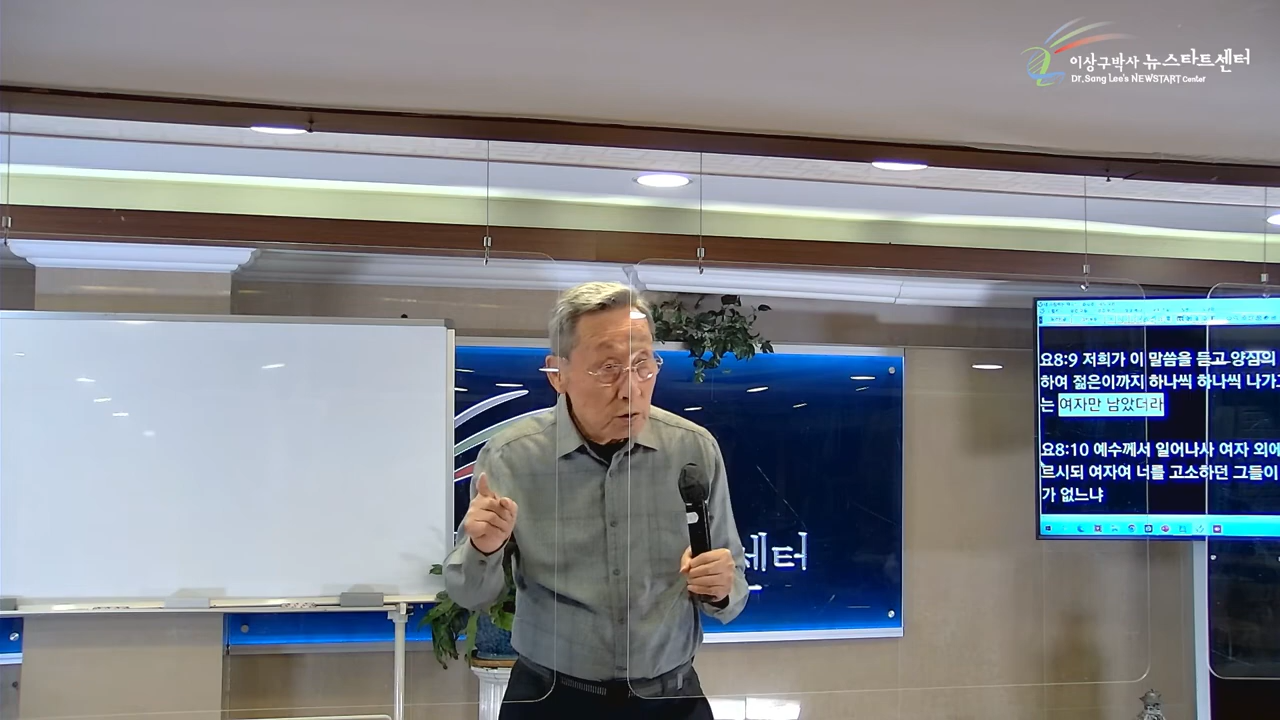 이상구박사 뉴스타트센터
Dr. Sang Lee's NEWSTART Center
요8:9 저희가 이 말씀을 듣고 양심의
하여 젊은이까지 하나씩 하나씩 나가고
는 여자만 남았더라
요8:10 예수께서 일어나사 여자 외에
르시되 여자여 너를 고소하던 그들이
가 없느냐
센터